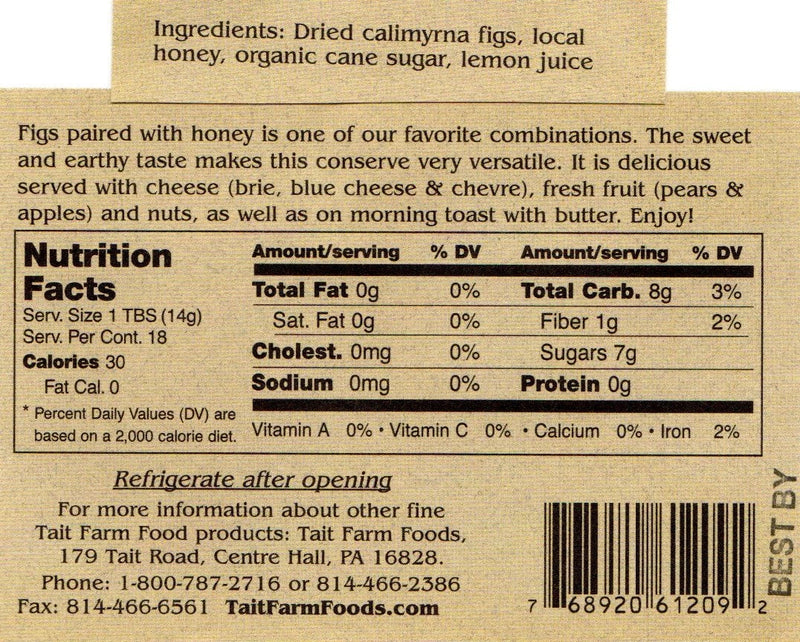 Ingredients: Dried calimyrna figs, local
honey, organic cane sugar, lemon juice
Figs paired with honey is one of our favorite combinations. The sweet
and earthy taste makes this conserve very versatile. It is delicious
served with cheese (brie, blue cheese & chevre), fresh fruit (pears &
apples) and nuts, as well as on morning toast with butter. Enjoy!
Nutrition
Facts
Serv. Size 1 TBS (14g)
Serv. Per Cont. 18
Calories 30
Fat Cal. 0
* Percent Daily Values (DV) are
based on a 2,000 calorie diet.
Amount/serving % DV Amount/serving % DV
Total Fat 0g 0% Total Carb. 8g 3%
Sat. Fat 0g 0% Fiber 1g 2%
Cholest. 0mg 0% Sugars 7g
Sodium 0mg 0% Protein 0g
Vitamin A 0% • Vitamin C 0% • Calcium 0% • Iron 2%
Refrigerate after opening
For more information about other fine
Tait Farm Food products: Tait Farm Foods,
179 Tait Road, Centre Hall, PA 16828.
Phone: 1-800-787-2716 or 814-466-2386
Fax: 814-466-6561 TaitFarmFoods.com
7 68920 61209 2
BEST BY